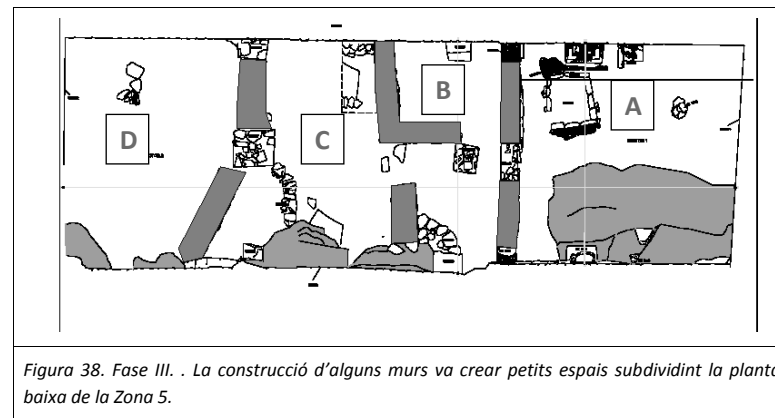 B
A
D
C
Figura 38. Fase III. . La construcció d'alguns murs va crear petits espais subdividint la planta
baixa de la Zona 5.